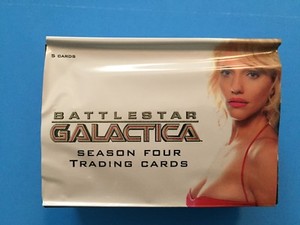 5 CARDS
BATTLESTAR
GALACTICA
SEASON FOUR
TRADING CARDS